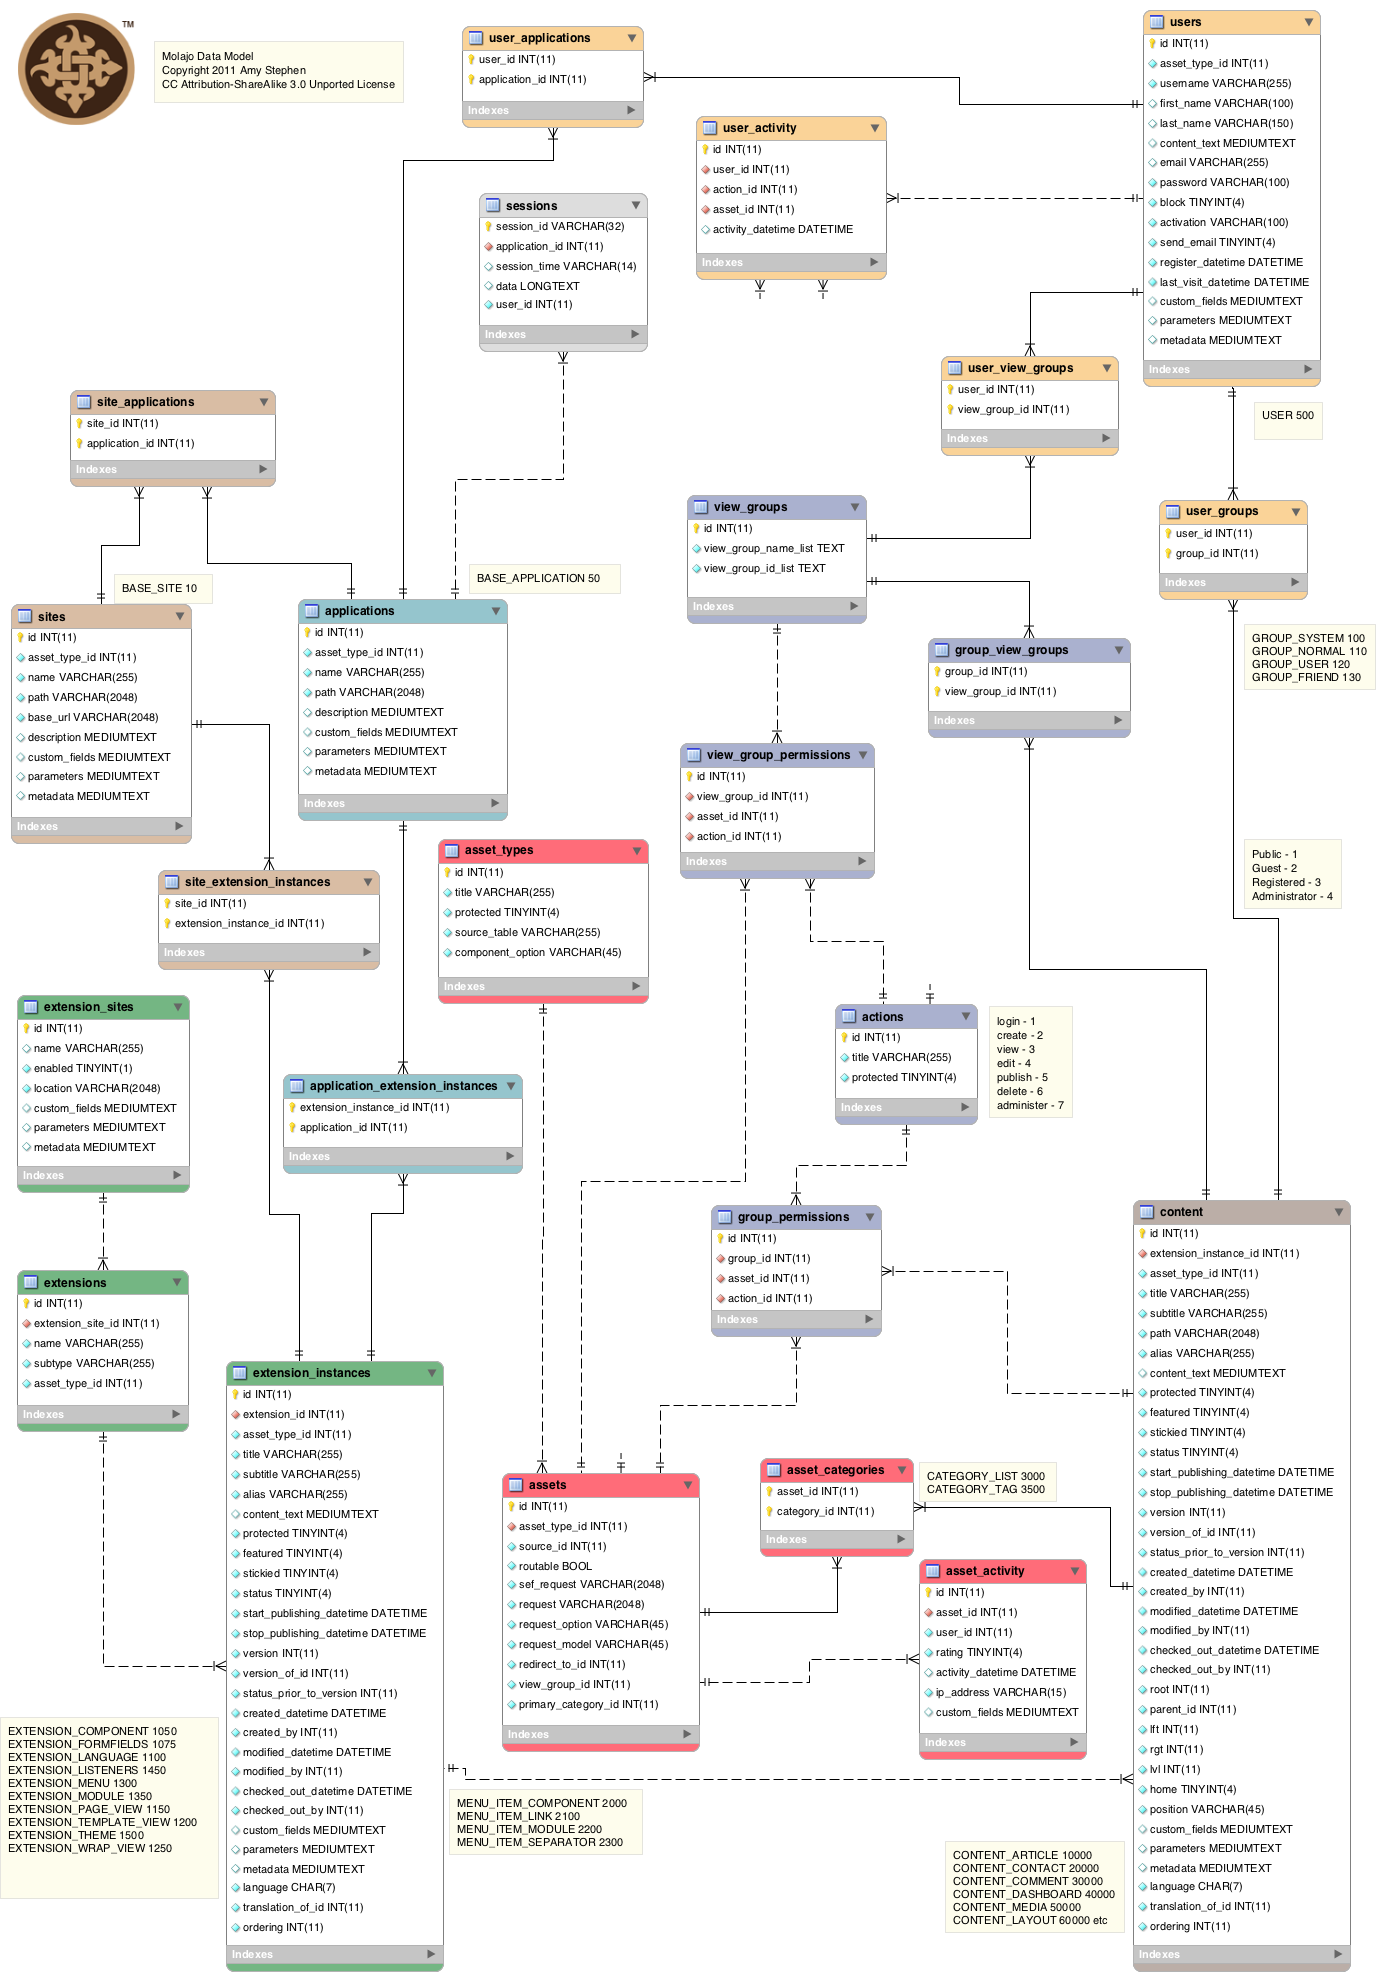 TM
Molajo Data Model
Copyright 2011 Amy Stephen
CC Attribution-ShareAlike 3.0 Unported License
user_applications
user_id INT(11)
application_id INT(11)
Indexes
users
id INT(11)
asset_type_id INT(11)
username VARCHAR(255)
first_name VARCHAR(100)
last_name VARCHAR(150)
content_text MEDIUMTEXT
email VARCHAR(255)
password VARCHAR(100)
block TINYINT(4)
activation VARCHAR(100)
send_email TINYINT(4)
register_datetime DATETIME
last_visit_datetime DATETIME
custom_fields MEDIUMTEXT
parameters MEDIUMTEXT
metadata MEDIUMTEXT
Indexes
user_activity
id INT(11)
user_id INT(11)
action_id INT(11)
asset_id INT(11)
activity_datetime DATETIME
Indexes
sessions
session_id VARCHAR(32)
application_id INT(11)
session_time VARCHAR(14)
data LONGTEXT
user_id INT(11)
Indexes
user_view_groups
user_id INT(11)
view_group_id INT(11)
Indexes
USER 500
site_applications
site_id INT(11)
application_id INT(11)
Indexes
view_groups
id INT(11)
view_group_name_list TEXT
view_group_id_list TEXT
Indexes
user_groups
user_id INT(11)
group_id INT(11)
Indexes
BASE_SITE 10
BASE_APPLICATION 50
sites
id INT(11)
asset_type_id INT(11)
name VARCHAR(255)
path VARCHAR(2048)
base_url VARCHAR(2048)
description MEDIUMTEXT
custom_fields MEDIUMTEXT
parameters MEDIUMTEXT
metadata MEDIUMTEXT
Indexes
applications
id INT(11)
asset_type_id INT(11)
name VARCHAR(255)
path VARCHAR(2048)
description MEDIUMTEXT
custom_fields MEDIUMTEXT
parameters MEDIUMTEXT
metadata MEDIUMTEXT
Indexes
group_view_groups
group_id INT(11)
view_group_id INT(11)
Indexes
GROUP_SYSTEM 100
GROUP_NORMAL 110
GROUP_USER 120
GROUP_FRIEND 130
view_group_permissions
id INT(11)
view_group_id INT(11)
asset_id INT(11)
action_id INT(11)
Indexes
Public - 1
Guest - 2
Registered - 3
Administrator - 4
asset_types
id INT(11)
title VARCHAR(255)
protected TINYINT(4)
source_table VARCHAR(255)
component_option VARCHAR(45)
Indexes
site_extension_instances
site_id INT(11)
extension_instance_id INT(11)
Indexes
extension_sites
id INT(11)
name VARCHAR(255)
enabled TINYINT(1)
location VARCHAR(2048)
custom_fields MEDIUMTEXT
parameters MEDIUMTEXT
metadata MEDIUMTEXT
Indexes
actions
id INT(11)
title VARCHAR(255)
protected TINYINT(4)
Indexes
login - 1
create - 2
view - 3
edit - 4
publish - 5
delete - 6
administer - 7
application_extension_instances
extension_instance_id INT(11)
application_id INT(11)
Indexes
group_permissions
id INT(11)
group_id INT(11)
asset_id INT(11)
action_id INT(11)
Indexes
content
id INT(11)
extension_instance_id INT(11)
asset_type_id INT(11)
title VARCHAR(255)
subtitle VARCHAR(255)
path VARCHAR(2048)
alias VARCHAR(255)
content_text MEDIUMTEXT
protected TINYINT(4)
featured TINYINT(4)
stickied TINYINT(4)
status TINYINT(4)
start_publishing_datetime DATETIME
stop_publishing_datetime DATETIME
version INT(11)
version_of_id INT(11)
status_prior_to_version INT(11)
created_datetime DATETIME
created_by INT(11)
modified_datetime DATETIME
modified_by INT(11)
checked_out_datetime DATETIME
checked_out_by INT(11)
root INT(11)
parent_id INT(11)
lft INT(11)
rgt INT(11)
lvl INT(11)
home TINYINT(4)
position VARCHAR(45)
custom_fields MEDIUMTEXT
parameters MEDIUMTEXT
metadata MEDIUMTEXT
language CHAR(7)
translation_of_id INT(11)
ordering INT(11)
Indexes
extensions
id INT(11)
extension_site_id INT(11)
name VARCHAR(255)
subtype VARCHAR(255)
asset_type_id INT(11)
Indexes
extension_instances
id INT(11)
extension_id INT(11)
asset_type_id INT(11)
title VARCHAR(255)
subtitle VARCHAR(255)
alias VARCHAR(255)
content_text MEDIUMTEXT
protected TINYINT(4)
featured TINYINT(4)
stickied TINYINT(4)
status TINYINT(4)
start_publishing_datetime DATETIME
stop_publishing_datetime DATETIME
version INT(11)
version_of_id INT(11)
status_prior_to_version INT(11)
created_datetime DATETIME
created_by INT(11)
modified_datetime DATETIME
modified_by INT(11)
checked_out_datetime DATETIME
checked_out_by INT(11)
custom_fields MEDIUMTEXT
parameters MEDIUMTEXT
metadata MEDIUMTEXT
language CHAR(7)
translation_of_id INT(11)
ordering INT(11)
Indexes
assets
id INT(11)
asset_type_id INT(11)
source_id INT(11)
routable BOOL
sef_request VARCHAR(2048)
request VARCHAR(2048)
request_option VARCHAR(45)
request_model VARCHAR(45)
redirect_to_id INT(11)
view_group_id INT(11)
primary_category_id INT(11)
Indexes
asset_categories
asset_id INT(11)
category_id INT(11)
Indexes
CATEGORY_LIST 3000
CATEGORY_TAG 3500
asset_activity
id INT(11)
asset_id INT(11)
user_id INT(11)
rating TINYINT(4)
activity_datetime DATETIME
ip_address VARCHAR(15)
custom_fields MEDIUMTEXT
Indexes
EXTENSION_COMPONENT 1050
EXTENSION_FORMFIELDS 1075
EXTENSION_LANGUAGE 1100
EXTENSION_LISTENERS 1450
EXTENSION_MENU 1300
EXTENSION_MODULE 1350
EXTENSION_PAGE_VIEW 1150
EXTENSION_TEMPLATE_VIEW 1200
EXTENSION_THEME 1500
EXTENSION_WRAP_VIEW 1250
MENU_ITEM_COMPONENT 2000
MENU_ITEM_LINK 2100
MENU_ITEM_MODULE 2200
MENU_ITEM_SEPARATOR 2300
CONTENT_ARTICLE 10000
CONTENT_CONTACT 20000
CONTENT_COMMENT 30000
CONTENT_DASHBOARD 40000
CONTENT_MEDIA 50000
CONTENT_LAYOUT 60000 etc